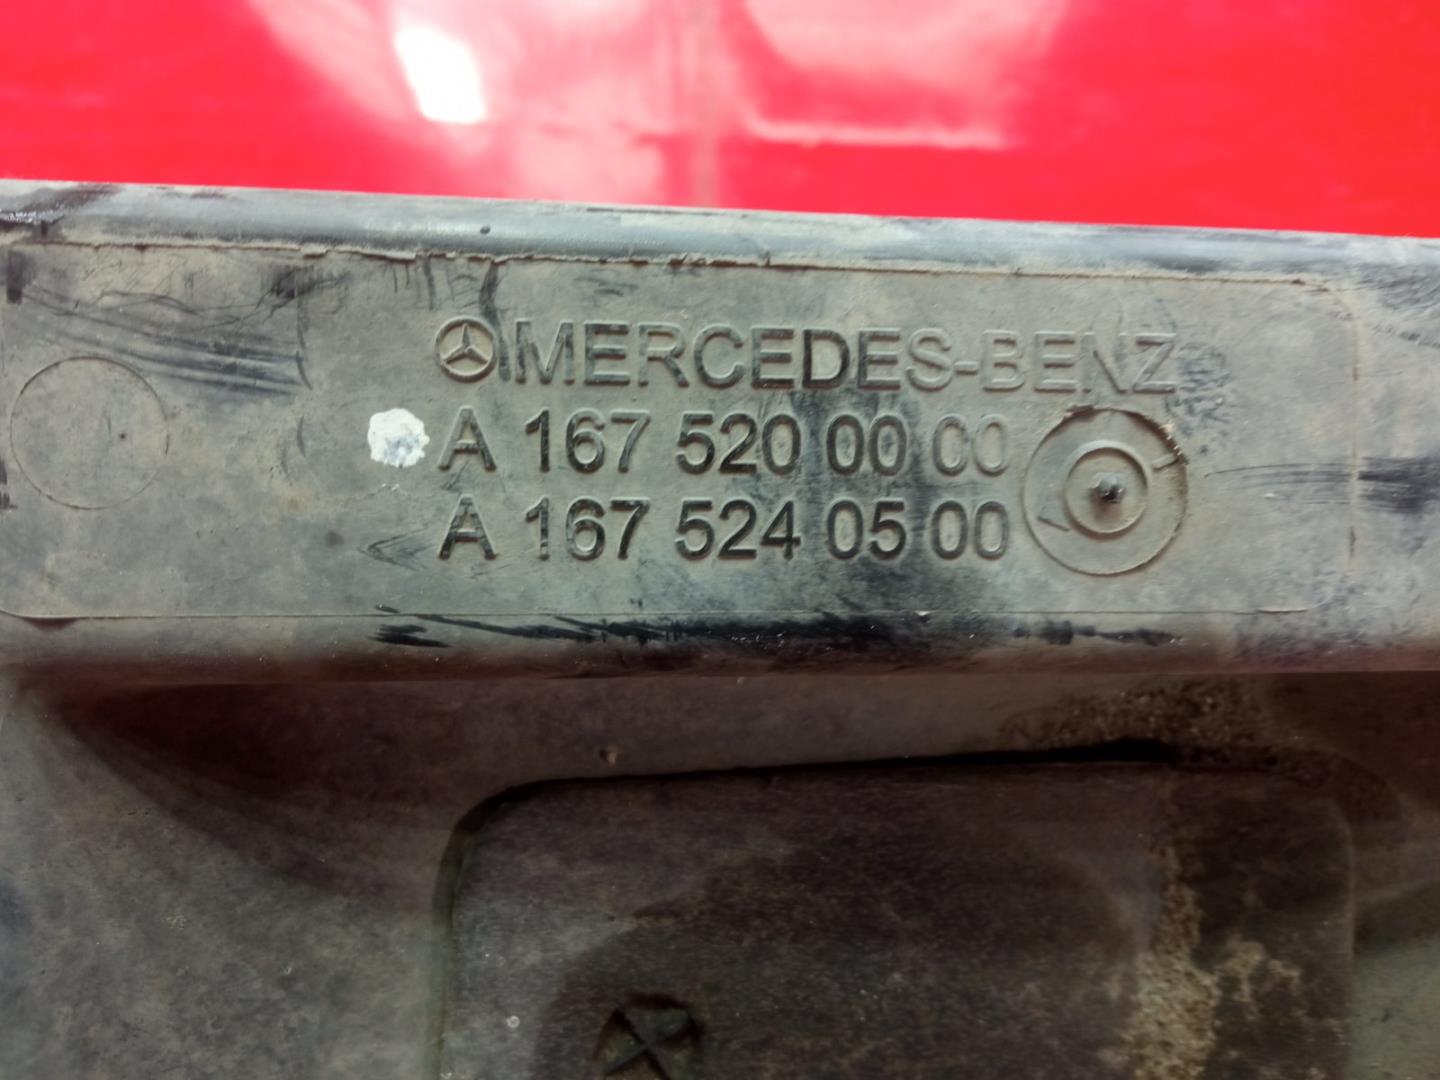 MERCEDES-BENZ
A 167 520 00 00
A 167 524 05 00